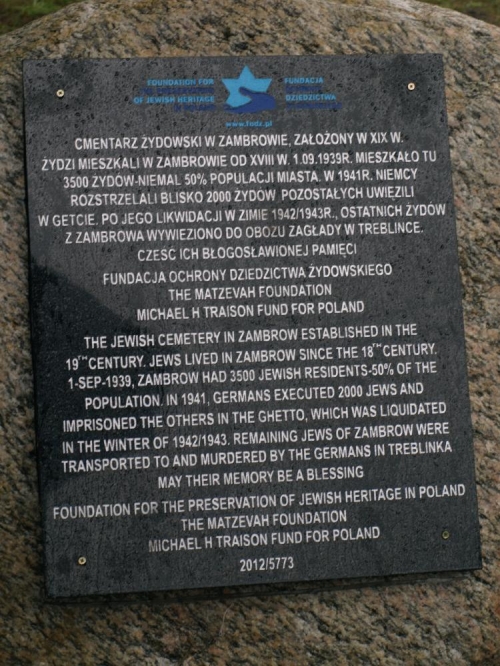 FOUNDATION FOR
OF JEWISH HERITAGE
FUNDACJA
DZIEDZICTWA
www.fodz.pl
CMENTARZ ŻYDOWSKI W ZAMBROWIE, ZAŁOŻONY W XIX W.
ŻYDZI MIESZKALI W ZAMBROWIE OD XVIII W. 1.09.1939R. MIESZKAŁO TU
3500 ŻYDÓW-NIEMAL 50% POPULACJI MIASTA. W 1941R. NIEMCY
ROZSTRZELALI BLISKO 2000 ŻYDÓW, POZOSTAŁYCH UWIĘZILI
W GETCIE. PO JEGO LIKWIDACJI W ZIMIE 1942/1943R., OSTATNICH ŻYDÓW
Z ZAMBROWA WYWIEZIONO DO OBOZU ZAGŁADY W TREBLINCE.
CZEŚĆ ICH BŁOGOSŁAWIONEJ PAMIĘCI
FUNDACJA OCHRONY DZIEDZICTWA ŻYDOWSKIEGO
THE MATZEVAH FOUNDATION
MICHAEL H TRAISON FUND FOR POLAND
THE JEWISH CEMETERY IN ZAMBROW ESTABLISHED IN THE
19TH CENTURY. JEWS LIVED IN ZAMBROW SINCE THE 18TH CENTURY.
1-SEP-1939, ZAMBROW HAD 3500 JEWISH RESIDENTS-50% OF THE
POPULATION. IN 1941, GERMANS EXECUTED 2000 JEWS AND
IMPRISONED THE OTHERS IN THE GHETTO, WHICH WAS LIQUIDATED
IN THE WINTER OF 1942/1943. REMAINING JEWS OF ZAMBROW WERE
TRANSPORTED TO AND MURDERED BY THE GERMANS IN TREBLINKA
MAY THEIR MEMORY BE A BLESSING
FOUNDATION FOR THE PRESERVATION OF JEWISH HERITAGE IN POLAND
THE MATZEVAH FOUNDATION
MICHAEL H TRAISON FUND FOR POLAND
2012/5773